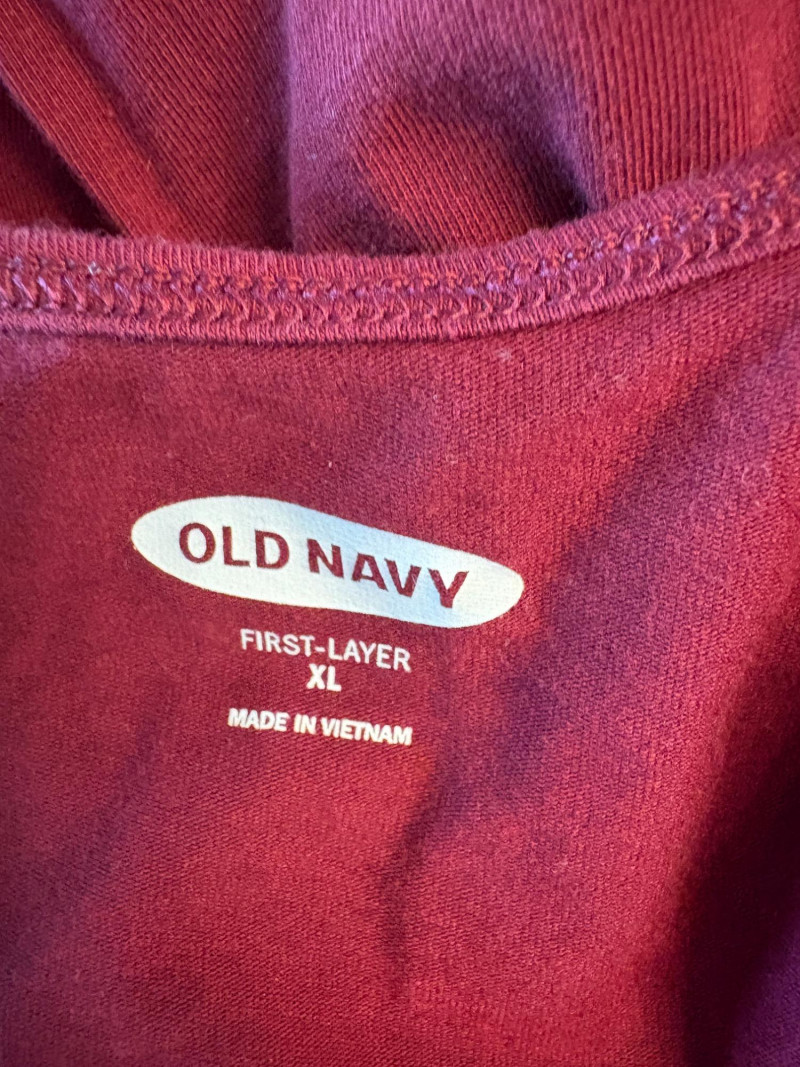 OLD NAVY
FIRST-LAYER
XL
MADE IN VIETNAM